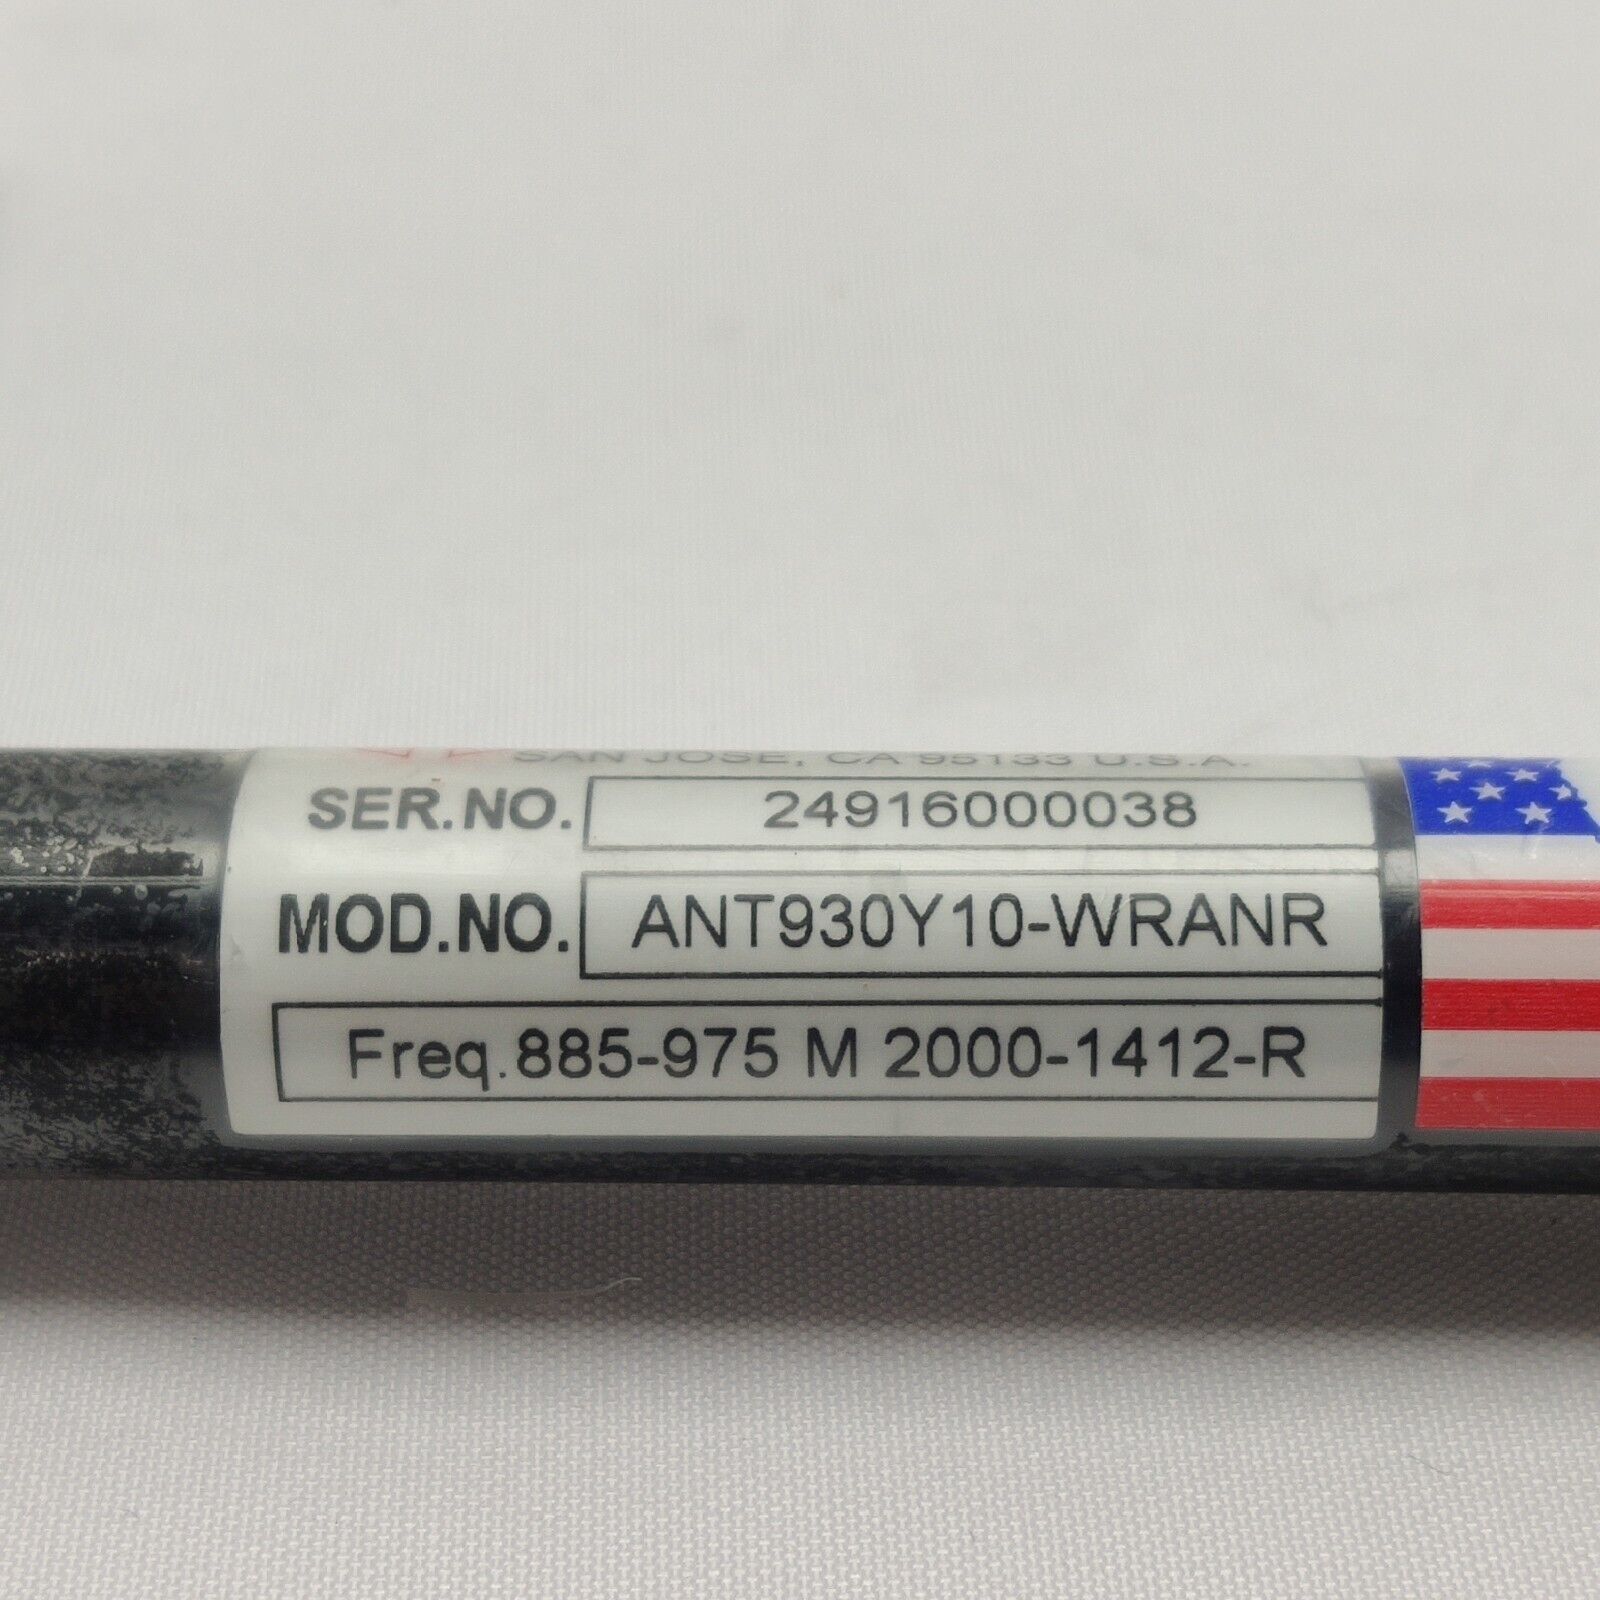 SAN JOSE, CA 95133 U.S.A.
SER.NO. 24916000038
MOD.NO. ANT930Y10-WRANR
Freq.885-975 M 2000-1412-R